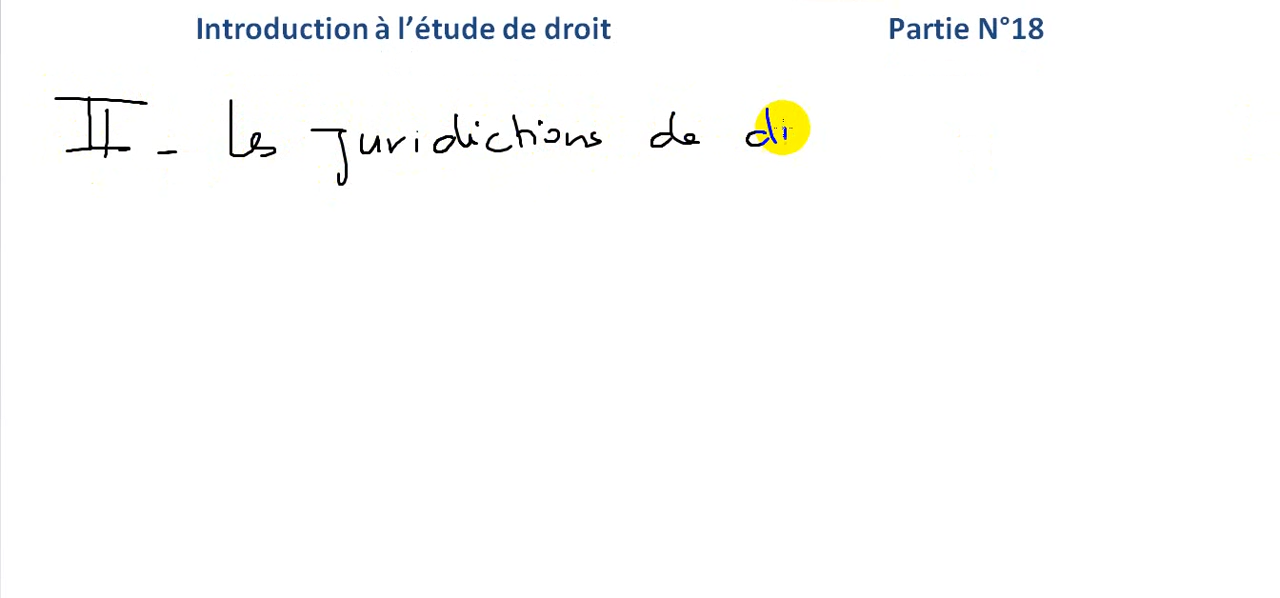 Introduction à l'étude de droit Partie N°18
II - Les juridictions de di